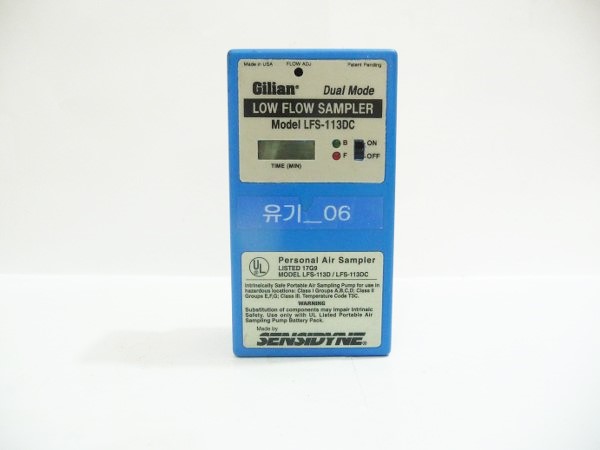 Made in USA FLOW ADJ Patent Pending
Gilian® Dual Mode
LOW FLOW SAMPLER
Model LFS-113DC
B ON
F OFF
TIME (MIN)
유기_06
UL Personal Air Sampler
LISTED 17G9
MODEL LFS-113D / LFS-113DC
Intrinsically Safe Portable Air Sampling Pump for use in
hazardous locations: Class I Groups A,B,C,D; Class II
Groups E,F,G; Class III. Temperature Code T3C.
WARNING
Substitution of components may impair Intrinsic
Safety. Use only with UL Listed Portable Air
Sampling Pump Battery Pack.
Made by
SENSIDYNE®